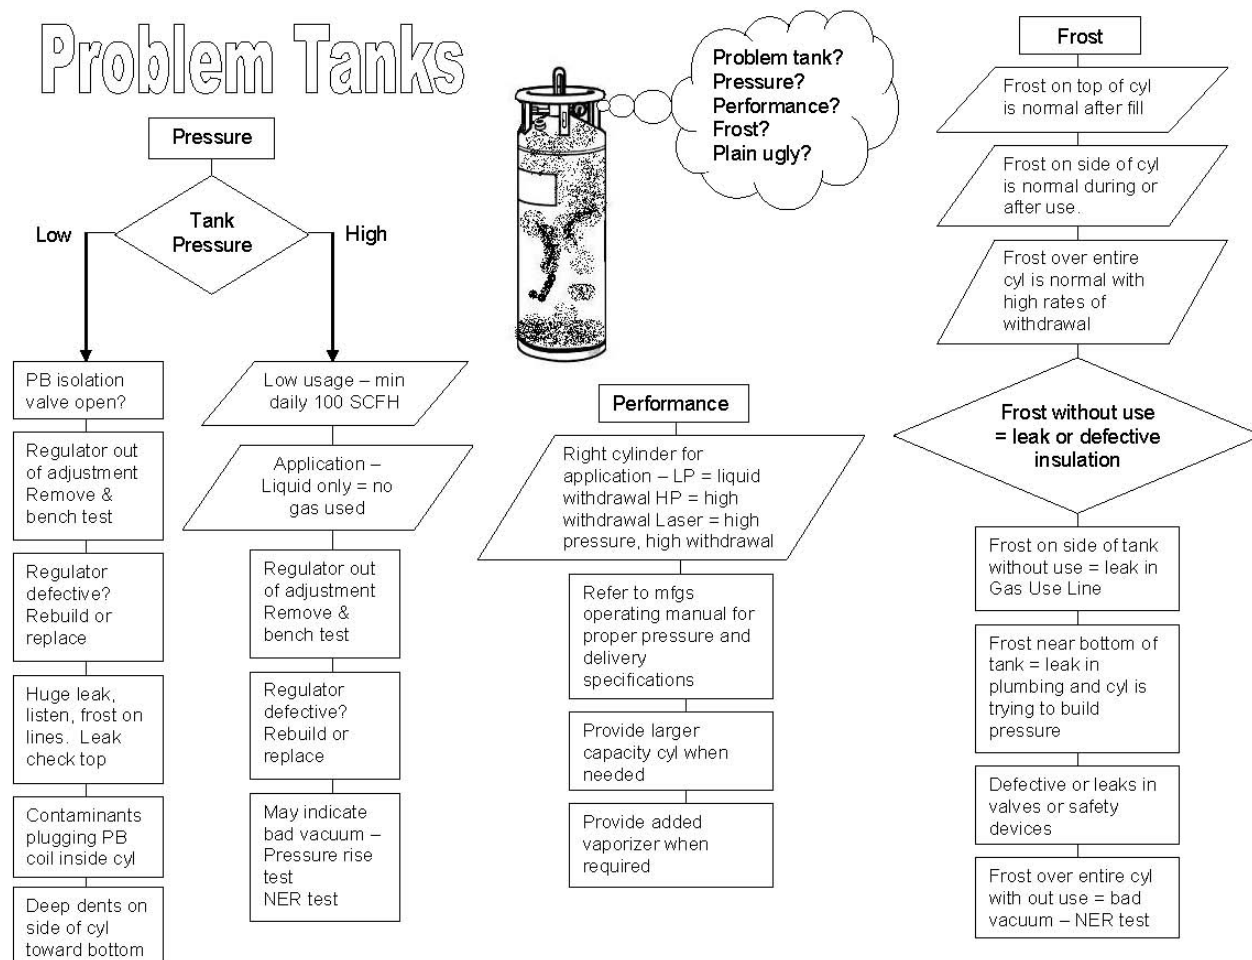 Problem Tanks
Pressure
Tank
Pressure
Low
High
PB isolation
valve open?
Regulator out
of adjustment
Remove &
bench test
Regulator
defective?
Rebuild or
replace
Huge leak,
listen, frost on
lines. Leak
check top
Contaminants
plugging PB
coil inside cyl
Deep dents on
side of cyl
toward bottom
Low usage – min
daily 100 SCFH
Application –
Liquid only = no
gas used
Regulator out
of adjustment
Remove &
bench test
Regulator
defective?
Rebuild or
replace
May indicate
bad vacuum –
Pressure rise
test
NER test
Problem tank?
Pressure?
Performance?
Frost?
Plain ugly?
Performance
Right cylinder for
application – LP = liquid
withdrawal HP = high
withdrawal Laser = high
pressure, high withdrawal
Refer to mfgs
operating manual for
proper pressure and
delivery
specifications
Provide larger
capacity cyl when
needed
Provide added
vaporizer when
required
Frost
Frost on top of cyl
is normal after fill
Frost on side of cyl
is normal during or
after use.
Frost over entire
cyl is normal with
high rates of
withdrawal
Frost without use
= leak or defective
insulation
Frost on side of tank
without use = leak in
Gas Use Line
Frost near bottom of
tank = leak in
plumbing and cyl is
trying to build
pressure
Defective or leaks in
valves or safety
devices
Frost over entire cyl
with out use = bad
vacuum – NER test